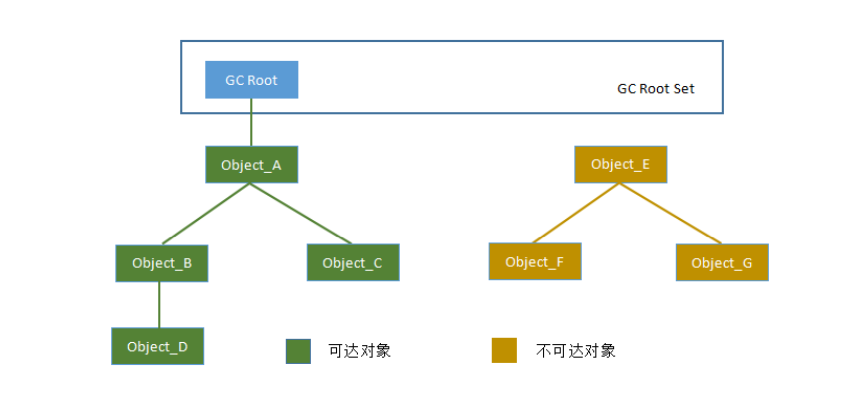 GC Root
GC Root Set
Object_A
Object_E
Object_B
Object_C
Object_F
Object_G
Object_D
可达对象
不可达对象